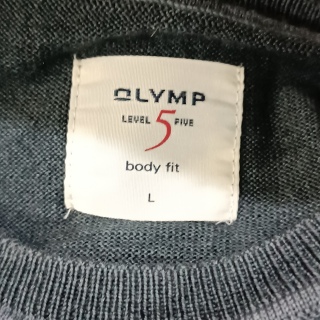 OLYMP
LEVEL 5 FIVE
body fit
L